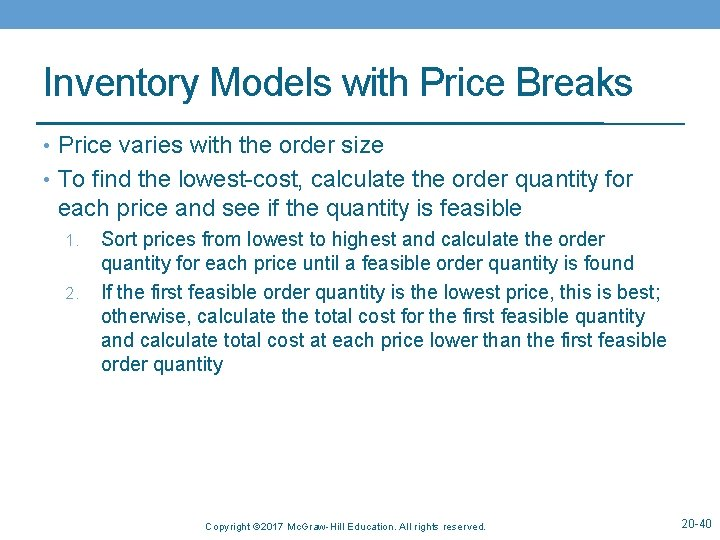 Inventory Models with Price Breaks
• Price varies with the order size
• To find the lowest-cost, calculate the order quantity for
each price and see if the quantity is feasible
1. Sort prices from lowest to highest and calculate the order
quantity for each price until a feasible order quantity is found
2. If the first feasible order quantity is the lowest price, this is best;
otherwise, calculate the total cost for the first feasible quantity
and calculate total cost at each price lower than the first feasible
order quantity
Copyright © 2017 Mc.Graw-Hill Education. All rights reserved.
20-40